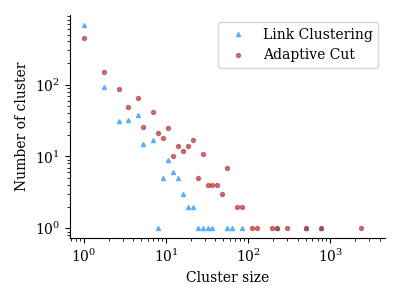 Link Clustering
Adaptive Cut
Number of cluster
10²
10¹
10⁰
10⁰ 10¹ 10² 10³
Cluster size